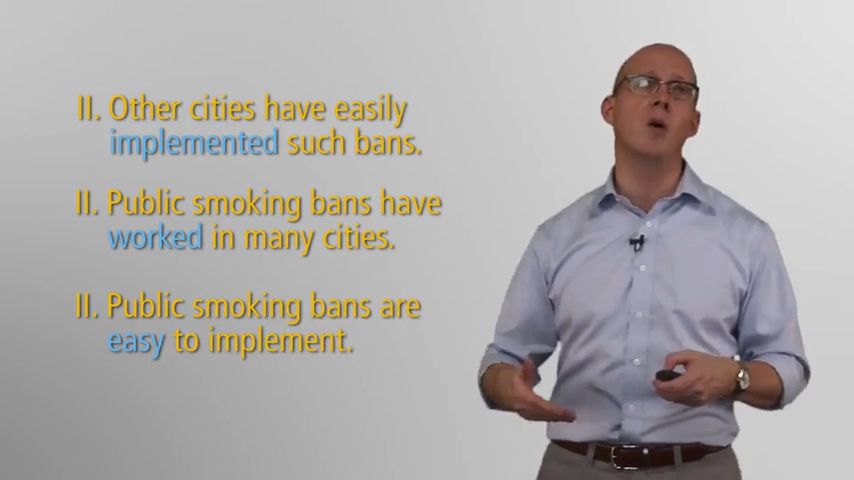 II. Other cities have easily
implemented such bans.
II. Public smoking bans have
worked in many cities.
II. Public smoking bans are
easy to implement.